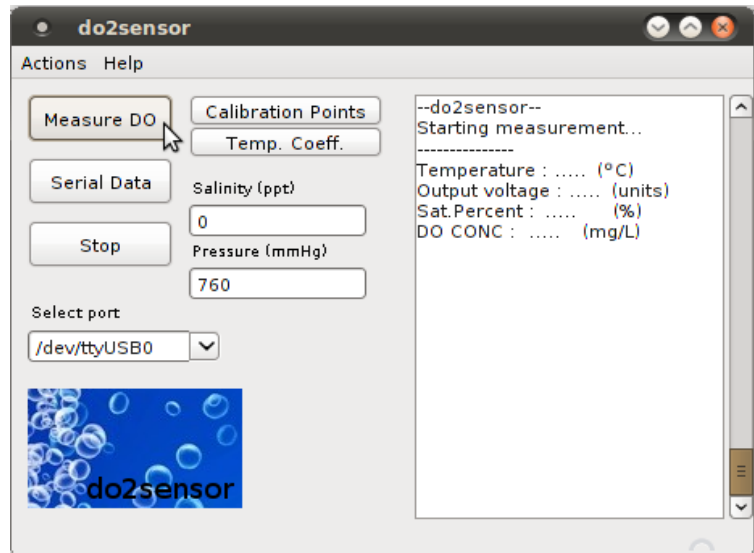 do2sensor
Actions Help
Measure DO
Calibration Points
Temp. Coeff.
Serial Data
Salinity (ppt)
0
Stop
Pressure (mmHg)
760
Select port
/dev/ttyUSB0
do2sensor
--do2sensor--
Starting measurement...
---------------
Temperature : ..... (ºC)
Output voltage : ..... (units)
Sat.Percent : ..... (%)
DO CONC : ..... (mg/L)